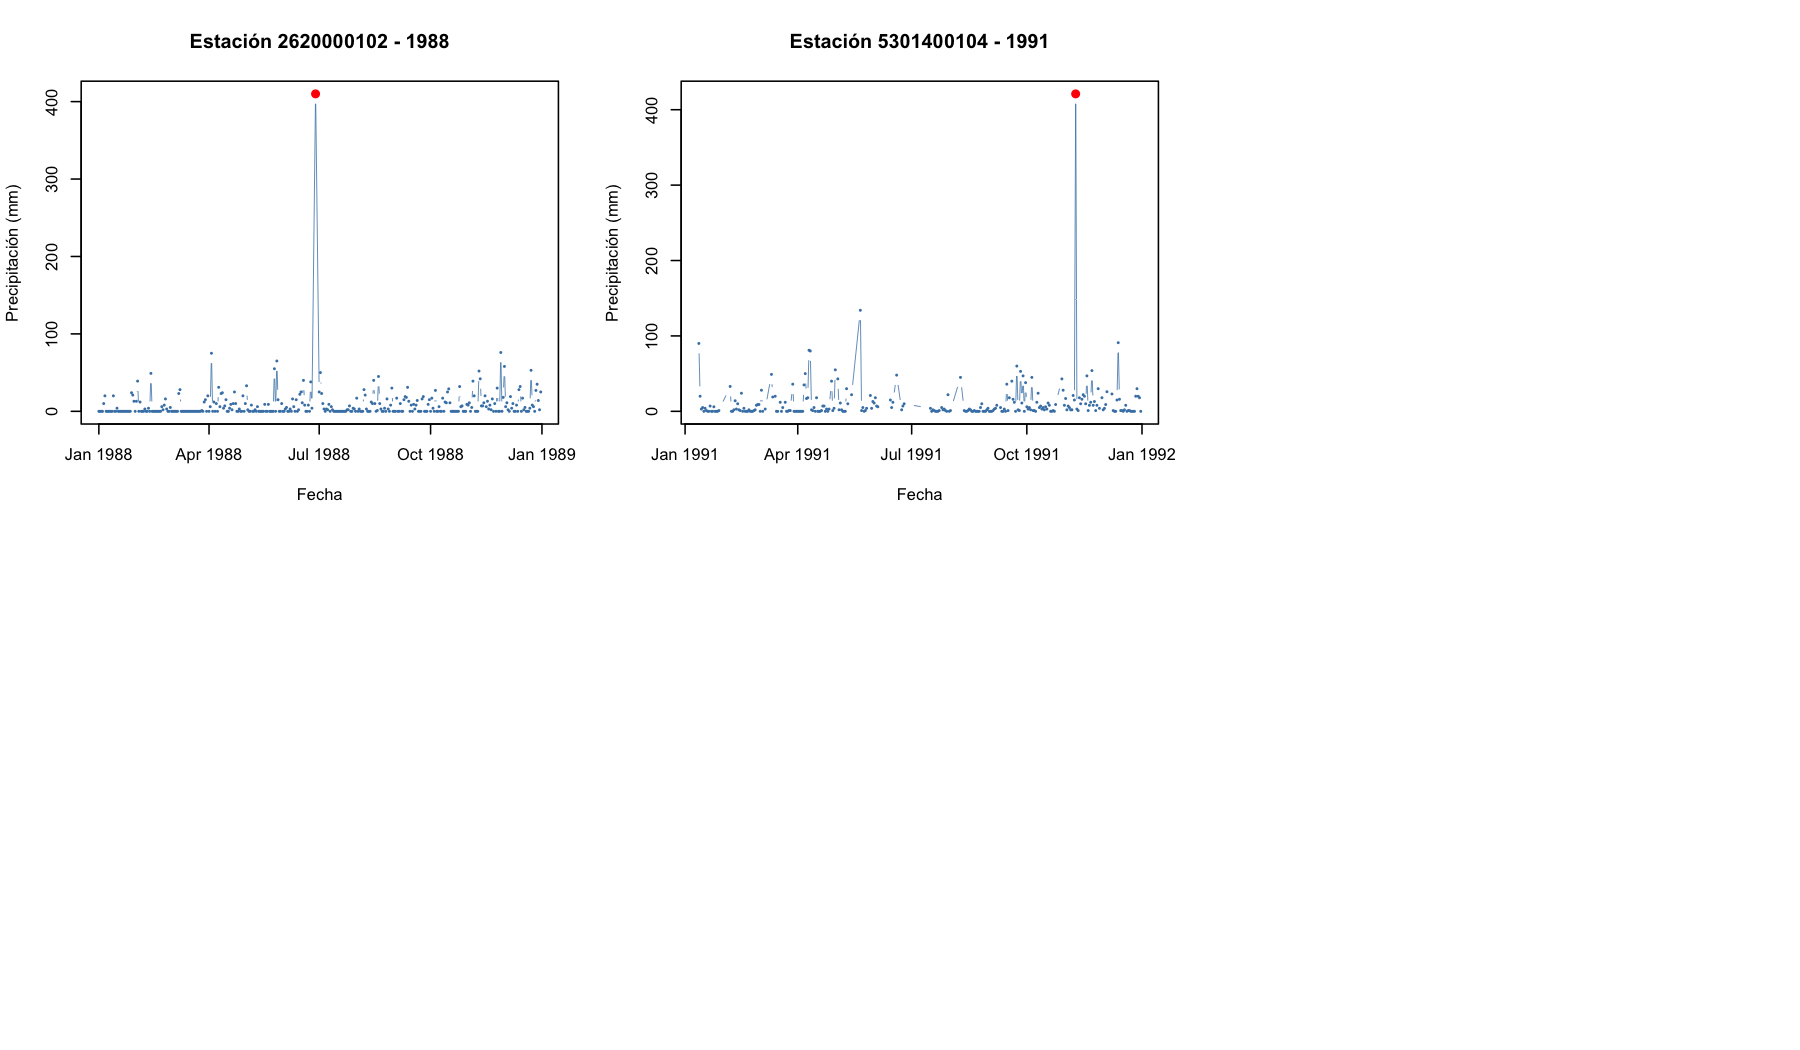 Estación 2620000102 - 1988
Precipitación (mm)
400
300
200
100
0
Jan 1988 Apr 1988 Jul 1988 Oct 1988 Jan 1989
Fecha
Estación 5301400104 - 1991
Precipitación (mm)
400
300
200
100
0
Jan 1991 Apr 1991 Jul 1991 Oct 1991 Jan 1992
Fecha